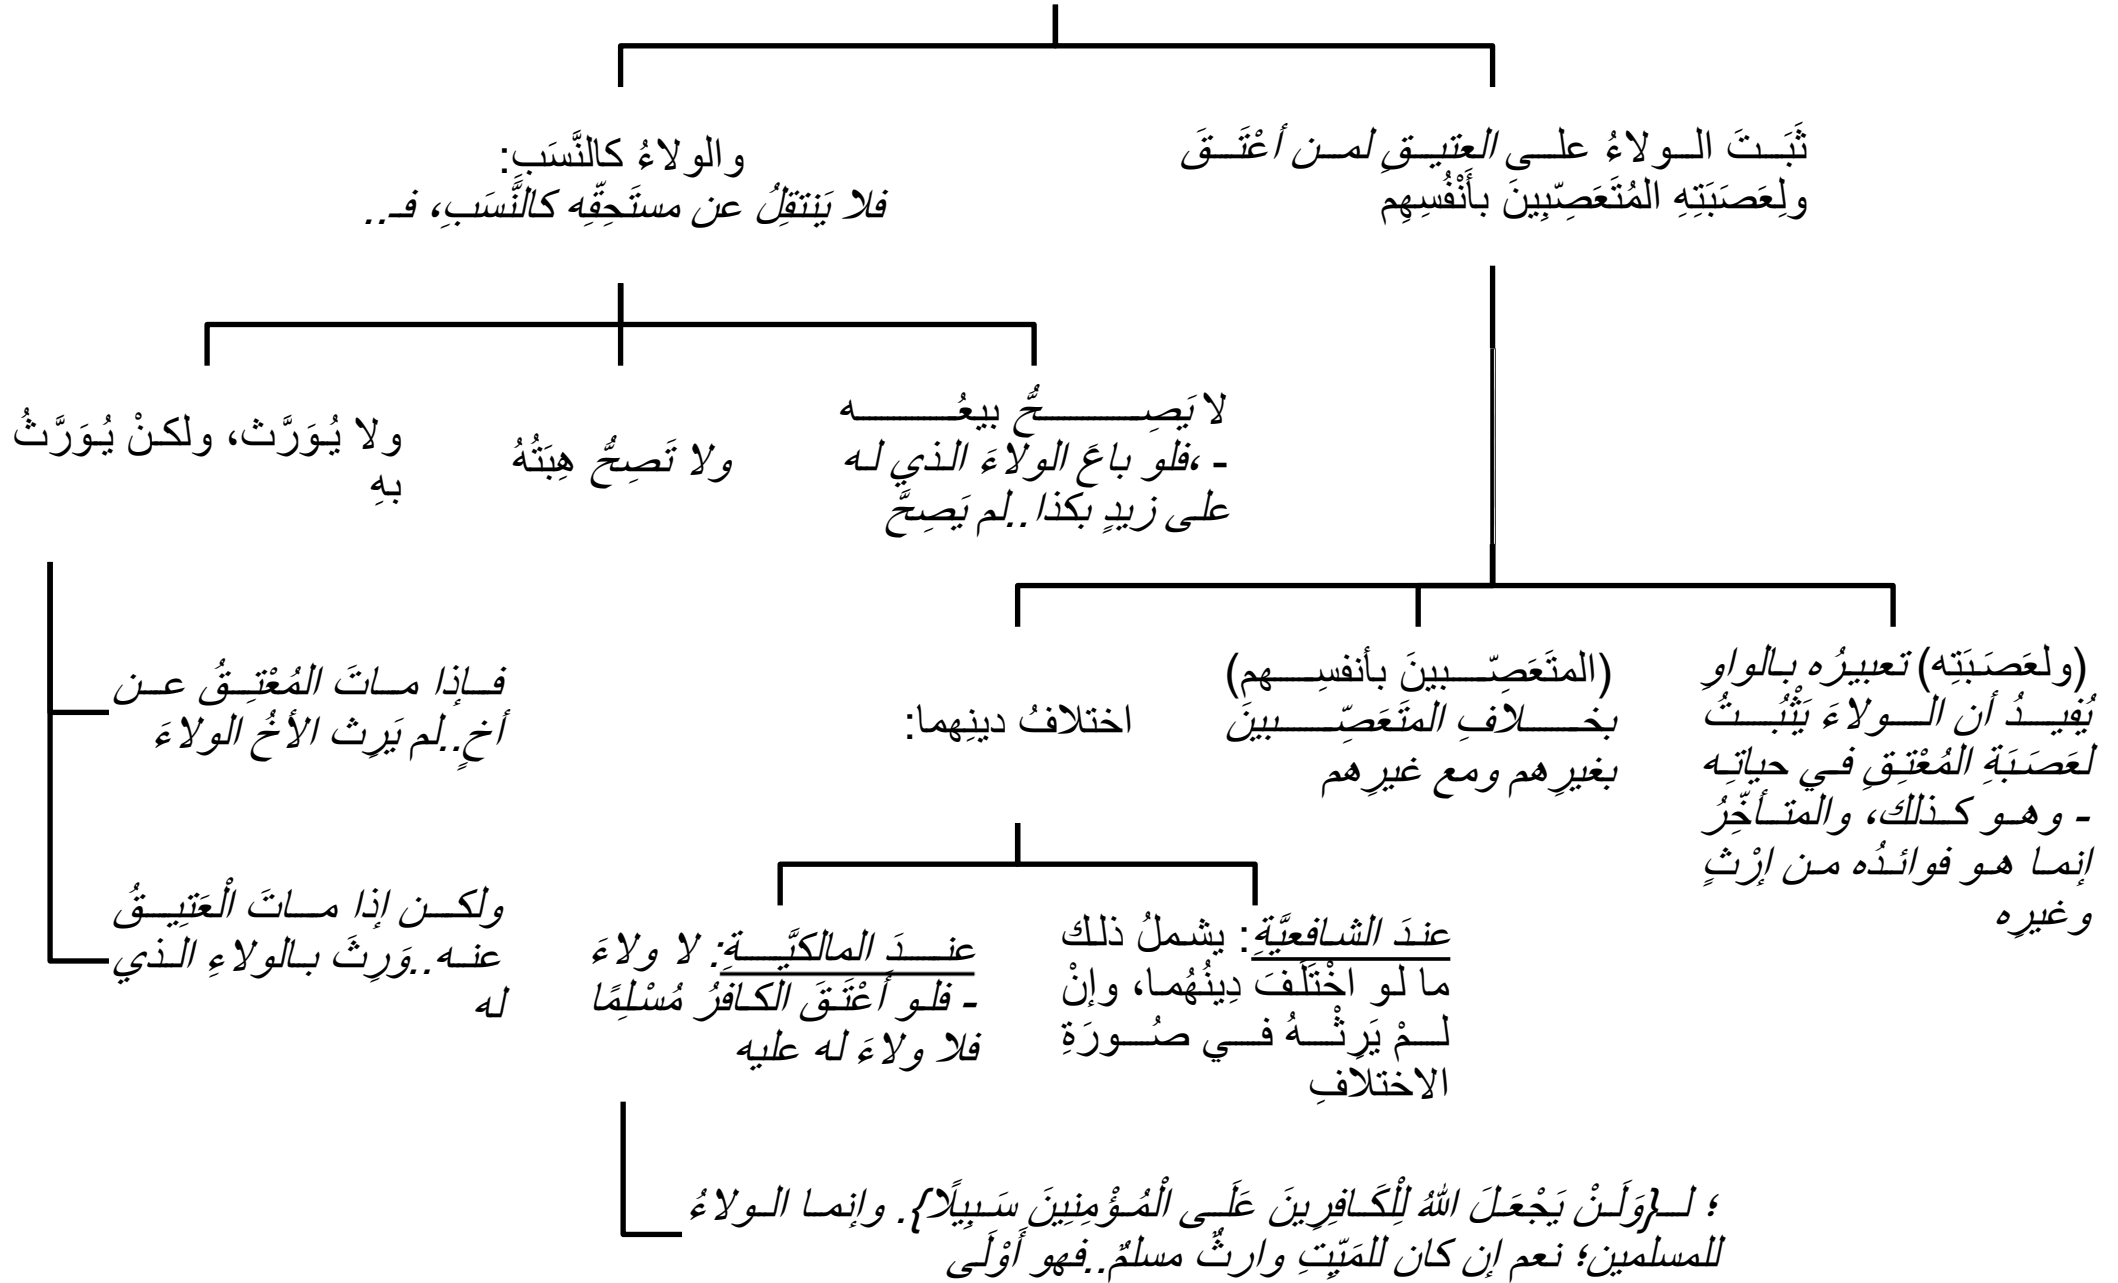 ثَبَتَ الولاءُ على العتيقِ لمن أعْتَقَ
ولِعَصَبَتِهِ المُتَعَصِّبِينَ بأَنْفُسِهِم
والولاءُ كالنَّسَبِ:
فلا يَنتقِلُ عن مستَحِقِّه كالنَّسَبِ، فـ..
لا يَصِحُّ بيعُه
- ،فلو باعَ الولاءَ الذي له
على زيدٍ بكذا..لم يَصِحَّ
ولا تَصِحُّ هِبَتُهُ
ولا يُوَرَّث، ولكنْ يُوَرَّثُ
بهِ
(ولعَصَبَتِه) تعبيرُه بالواوِ
يُفيدُ أن الولاءَ يَثْبُتُ
لعَصَبَةِ المُعْتِقِ في حياتِه
- وهو كذلك، والمتأخِّرُ
إنما هو فوائدُه من إرْثٍ
وغيرِه
(المتَعَصِّبينَ بأنفسِهم)
بخلافِ المتَعَصِّبينَ
بغيرِهم ومع غيرِهم
اختلافُ دينِهما:
فإذا ماتَ المُعْتِقُ عن
أخٍ..لم يَرِث الأخُ الولاءَ
ولكن إذا ماتَ الْعَتِيقُ
عنه..وَرِثَ بالولاءِ الذي
له
عندَ الشافعيَّةِ: يشملُ ذلك
ما لو اخْتَلَفَ دِينُهُما، وإنْ
لمْ يَرِثْهُ في صُورَةِ
الاختلافِ
عندَ المالكيَّةِ: لا ولاءَ
- فلو أَعْتَقَ الكافرُ مُسْلِمًا
فلا ولاءَ له عليه
؛ لـ{وَلَنْ يَجْعَلَ اللهُ لِلْكَافِرِينَ عَلَى الْمُؤْمِنِينَ سَبِيلًا}. وإنما الولاءُ
للمسلمين؛ نعم إن كان للمَيِّتِ وارثٌ مسلمٌ..فهو أَوْلَى